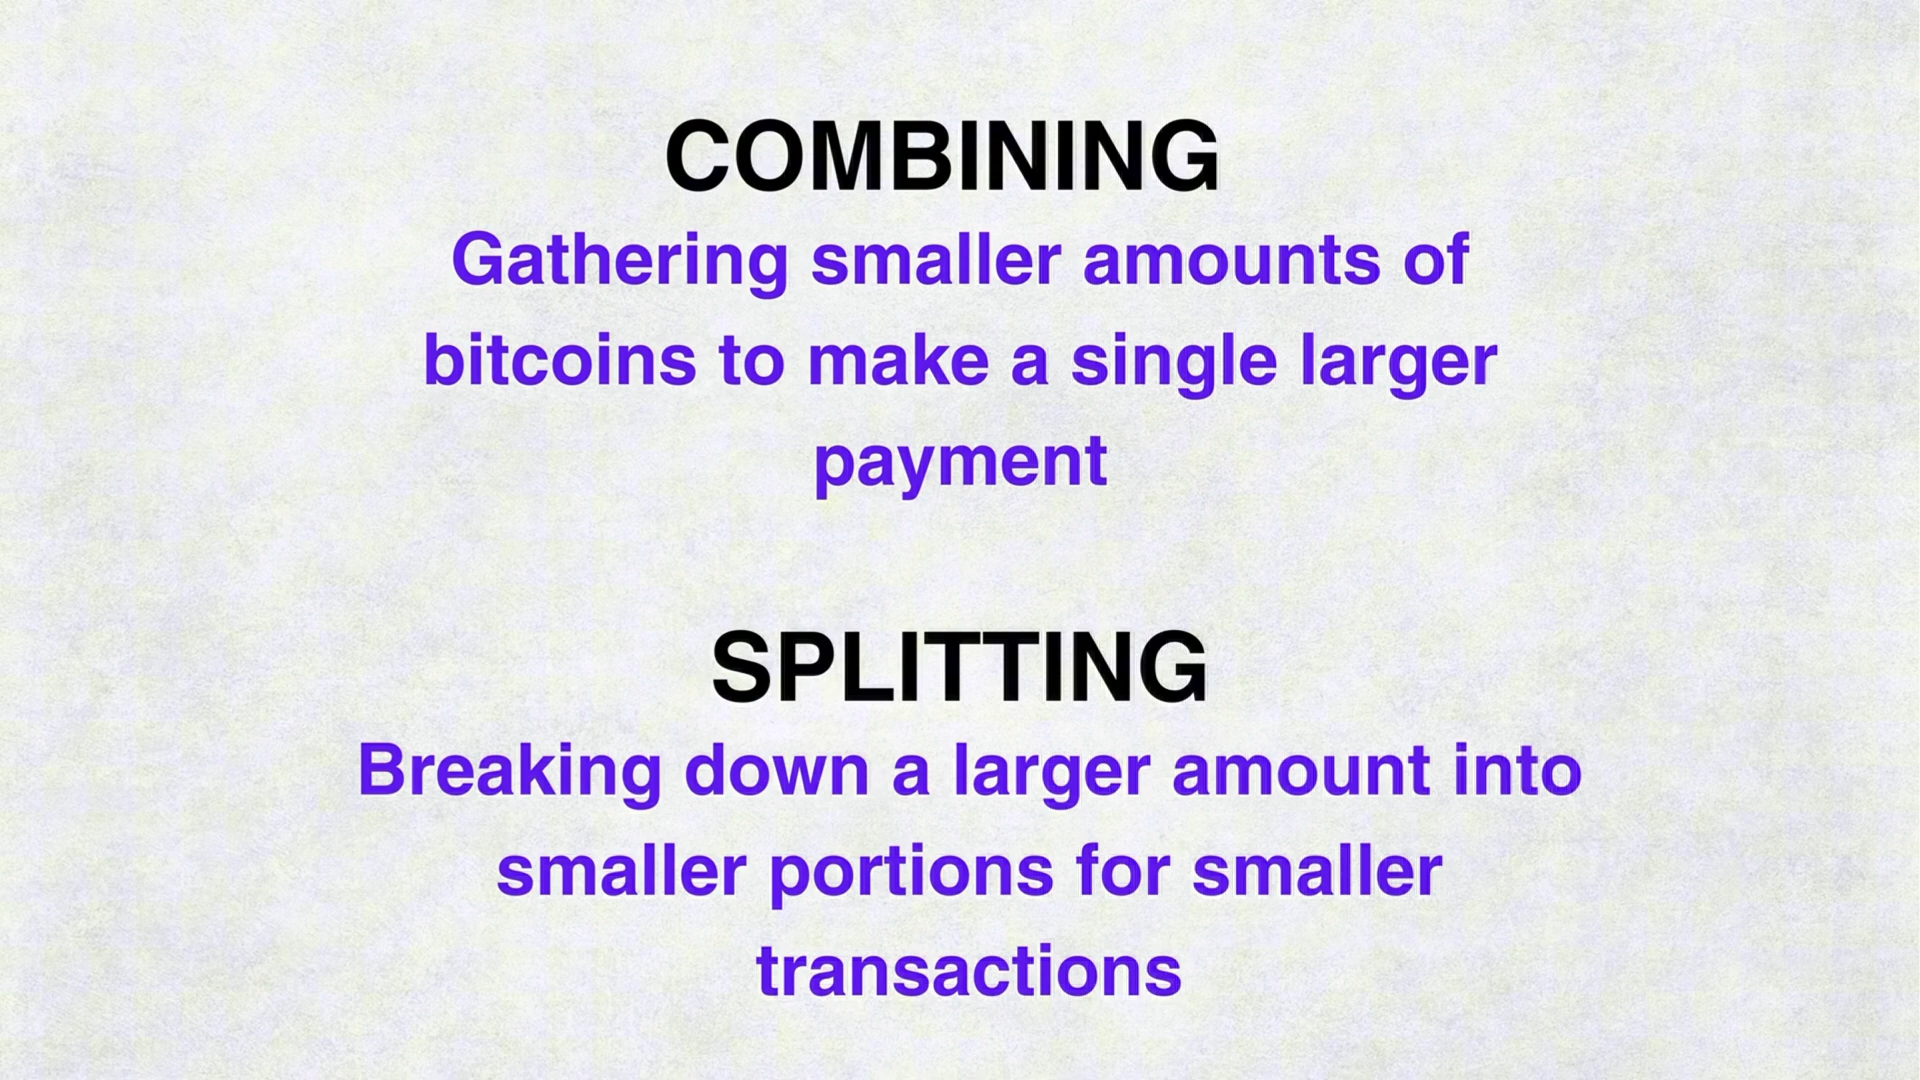 COMBINING
Gathering smaller amounts of
bitcoins to make a single larger
payment
SPLITTING
Breaking down a larger amount into
smaller portions for smaller
transactions